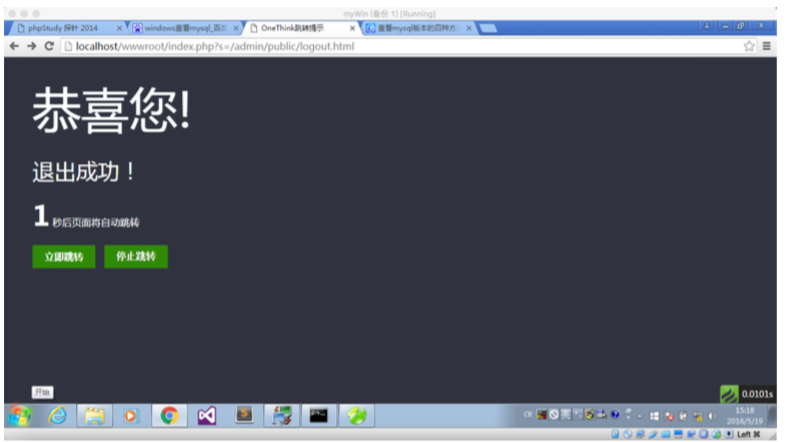 myWin (备份 1) [Running]
phpStudy 探针 2014
windows查看mysql_百度
OneThink跳转提示
查看mysql版本的四种方
localhost/wwwroot/index.php?s=/admin/public/logout.html
恭喜您!
退出成功！
1 秒后页面将自动跳转
立即跳转 停止跳转
开始
0.0101s
CH
15:18
2016/5/19
Left ⌘